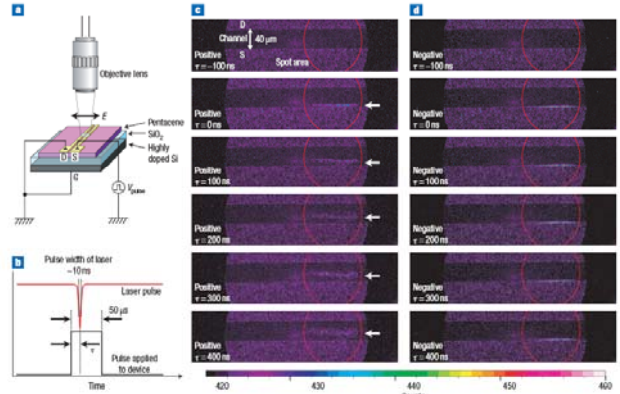 a
Objective lens
E
Pentacene
SiO2
Highly
doped Si
D
S
G
Vpulse
b
Pulse width of laser
~10 ns
Laser pulse
50 μs
τ
Pulse applied
to device
Time
c
D
Channel
40 μm
S
Positive
τ = −100 ns
Spot area
Positive
τ = 0 ns
Positive
τ = 100 ns
Positive
τ = 200 ns
Positive
τ = 300 ns
Positive
τ = 400 ns
d
Negative
τ = −100 ns
Negative
τ = 0 ns
Negative
τ = 100 ns
Negative
τ = 200 ns
Negative
τ = 300 ns
Negative
τ = 400 ns
420 430 440 450 460